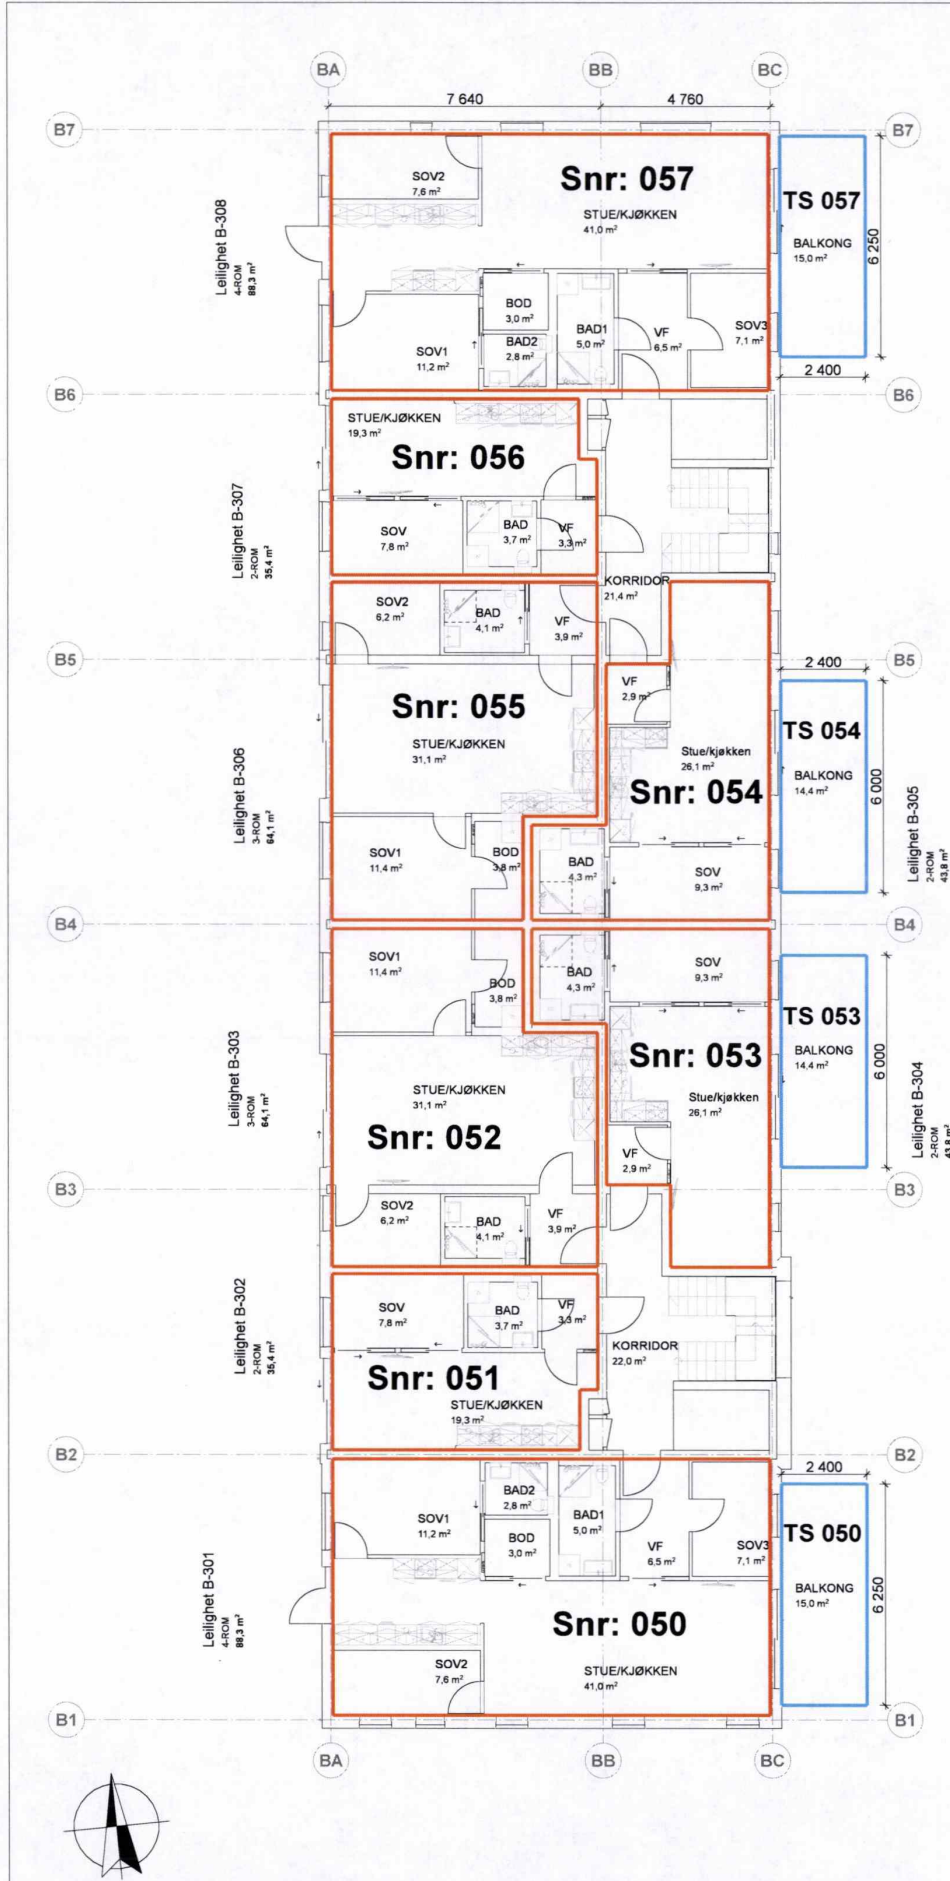 BA
BB
BC
7 640
4 760
B7
B7
SOV2
7,6 m²
Snr: 057
STUE/KJØKKEN
41,0 m²
TS 057
BALKONG
15,0 m²
6 250
Leilighet B-308
4-ROM
88,3 m²
BOD
3,0 m²
BAD1
5,0 m²
VF
6,5 m²
SOV3
7,1 m²
SOV1
11,2 m²
BAD2
2,8 m²
2 400
B6
B6
STUE/KJØKKEN
19,3 m²
Snr: 056
Leilighet B-307
2-ROM
35,4 m²
SOV
7,8 m²
BAD
3,7 m²
VF
3,3 m²
KORRIDOR
21,4 m²
SOV2
6,2 m²
BAD
4,1 m²
VF
3,9 m²
B5
B5
2 400
VF
2,9 m²
Snr: 055
STUE/KJØKKEN
31,1 m²
TS 054
BALKONG
14,4 m²
6 000
Stue/kjøkken
26,1 m²
Snr: 054
Leilighet B-306
3-ROM
64,1 m²
Leilighet B-305
2-ROM
43,8 m²
SOV1
11,4 m²
BOD
3,8 m²
BAD
4,3 m²
SOV
9,3 m²
B4
B4
SOV1
11,4 m²
BOD
3,8 m²
BAD
4,3 m²
SOV
9,3 m²
TS 053
BALKONG
14,4 m²
6 000
Snr: 053
Stue/kjøkken
26,1 m²
Leilighet B-303
3-ROM
64,1 m²
STUE/KJØKKEN
31,1 m²
Snr: 052
Leilighet B-304
2-ROM
43,8 m²
VF
2,9 m²
B3
B3
SOV2
6,2 m²
BAD
4,1 m²
VF
3,9 m²
Leilighet B-302
2-ROM
35,4 m²
SOV
7,8 m²
BAD
3,7 m²
VF
3,3 m²
KORRIDOR
22,0 m²
Snr: 051
STUE/KJØKKEN
19,3 m²
B2
B2
2 400
SOV1
11,2 m²
BAD2
2,8 m²
BAD1
5,0 m²
BOD
3,0 m²
VF
6,5 m²
SOV3
7,1 m²
TS 050
BALKONG
15,0 m²
6 250
Leilighet B-301
4-ROM
88,3 m²
Snr: 050
SOV2
7,6 m²
STUE/KJØKKEN
41,0 m²
B1
B1
BA
BB
BC